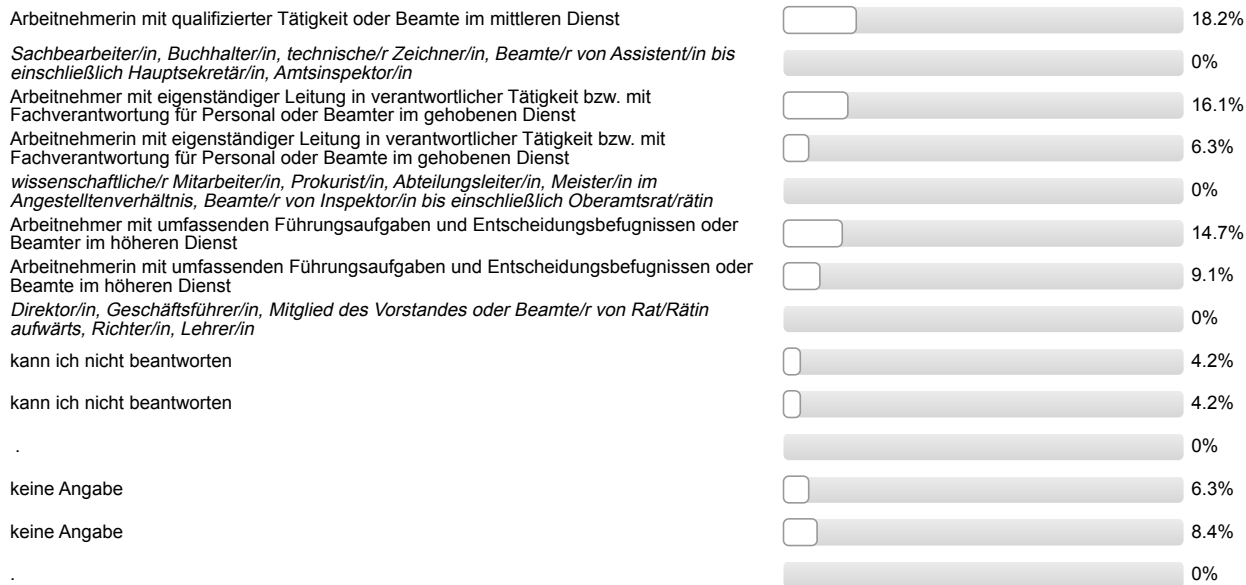 Arbeitnehmerin mit qualifizierter Tätigkeit oder Beamte im mittleren Dienst 18.2%
Sachbearbeiter/in, Buchhalter/in, technische/r Zeichner/in, Beamte/r von Assistent/in bis
einschließlich Hauptsekretär/in, Amtsinspektor/in 0%
Arbeitnehmer mit eigenständiger Leitung in verantwortlicher Tätigkeit bzw. mit
Fachverantwortung für Personal oder Beamter im gehobenen Dienst 16.1%
Arbeitnehmerin mit eigenständiger Leitung in verantwortlicher Tätigkeit bzw. mit
Fachverantwortung für Personal oder Beamte im gehobenen Dienst 6.3%
wissenschaftliche/r Mitarbeiter/in, Prokurist/in, Abteilungsleiter/in, Meister/in im
Angestelltenverhältnis, Beamte/r von Inspektor/in bis einschließlich Oberamtsrat/rätin 0%
Arbeitnehmer mit umfassenden Führungsaufgaben und Entscheidungsbefugnissen oder
Beamter im höheren Dienst 14.7%
Arbeitnehmerin mit umfassenden Führungsaufgaben und Entscheidungsbefugnissen oder
Beamte im höheren Dienst 9.1%
Direktor/in, Geschäftsführer/in, Mitglied des Vorstandes oder Beamte/r von Rat/Rätin
aufwärts, Richter/in, Lehrer/in 0%
kann ich nicht beantworten 4.2%
kann ich nicht beantworten 4.2%
. 0%
keine Angabe 6.3%
keine Angabe 8.4%
. 0%